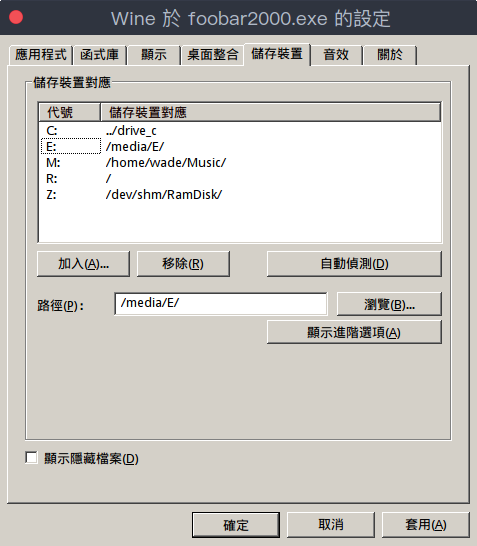 Wine 於 foobar2000.exe 的設定
應用程式 函式庫 顯示 桌面整合 儲存裝置 音效 關於
儲存裝置對應
代號 儲存裝置對應
C: ../drive_c
E: /media/E/
M: /home/wade/Music/
R: /
Z: /dev/shm/RamDisk/
加入(A)... 移除(R) 自動偵測(D)
路徑(P): /media/E/ 瀏覽(B)...
顯示進階選項(A)
顯示隱藏檔案(D)
確定 取消 套用(A)